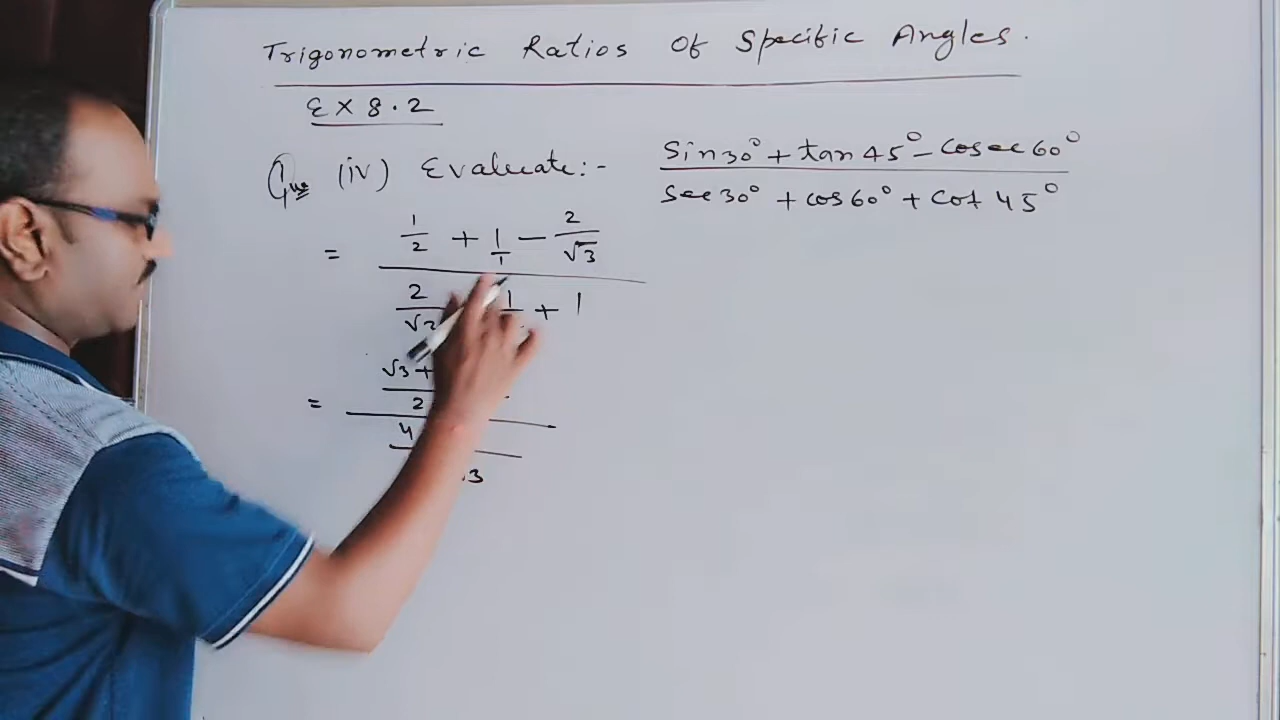 Trigonometric Ratios Of Specific Angles.
Ex 8.2
Que (iv) Evaluate:- sin30° + tan45° - cosec60°
sec30° + cos60° + cot45°
= 1/2 + 1/1 - 2/√3
2/√3 1 + 1
= √3 +
2
4
3